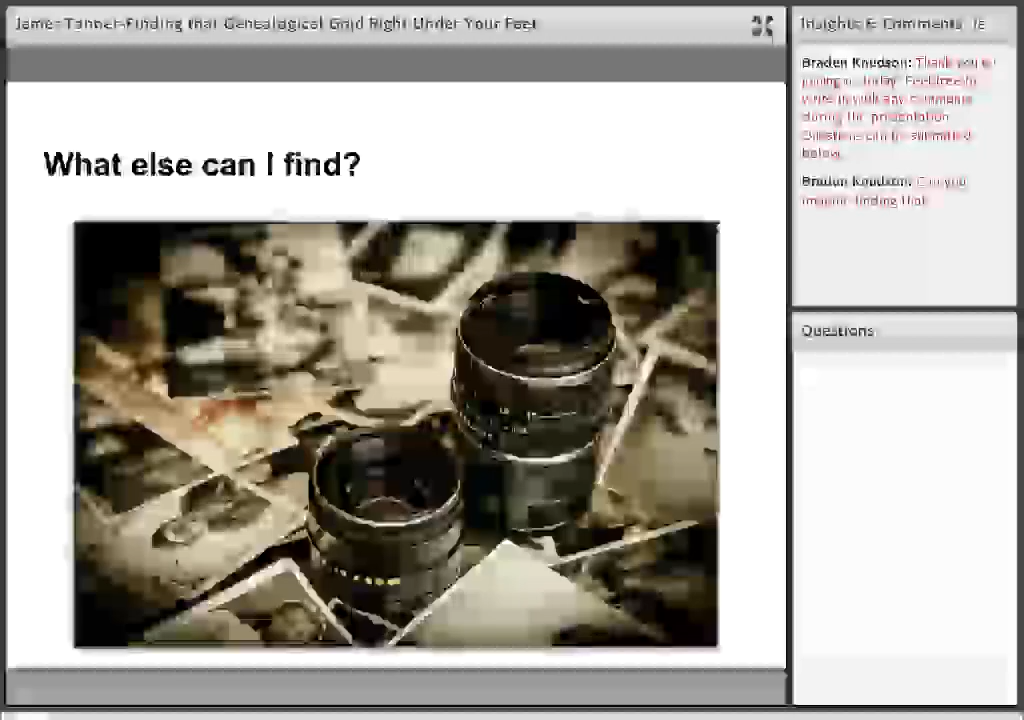 James Tanner-Finding that Genealogical Gold Right Under Your Feet
Insights & Comments
What else can I find?
Braden Knudson: Thank you
joining us today. Feel free to
write in with any comments
during the presentation.
Questions can be submitted
below.
Braden Knudson: Can you
imagine finding that
Questions